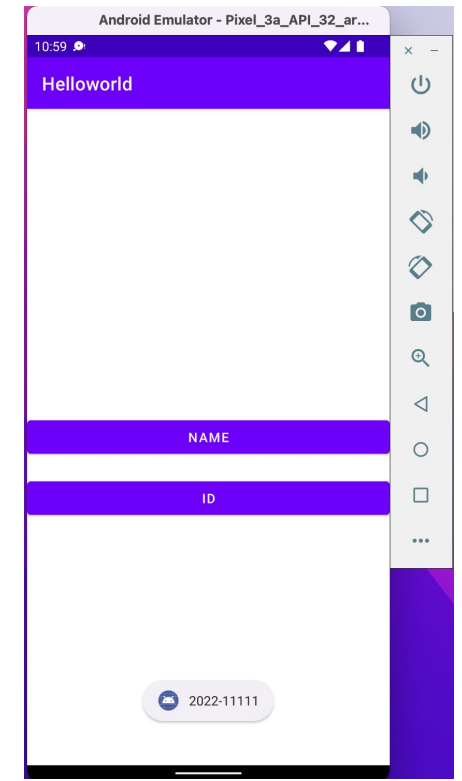 Android Emulator - Pixel_3a_API_32_ar...
10:59
Helloworld
NAME
ID
2022-11111